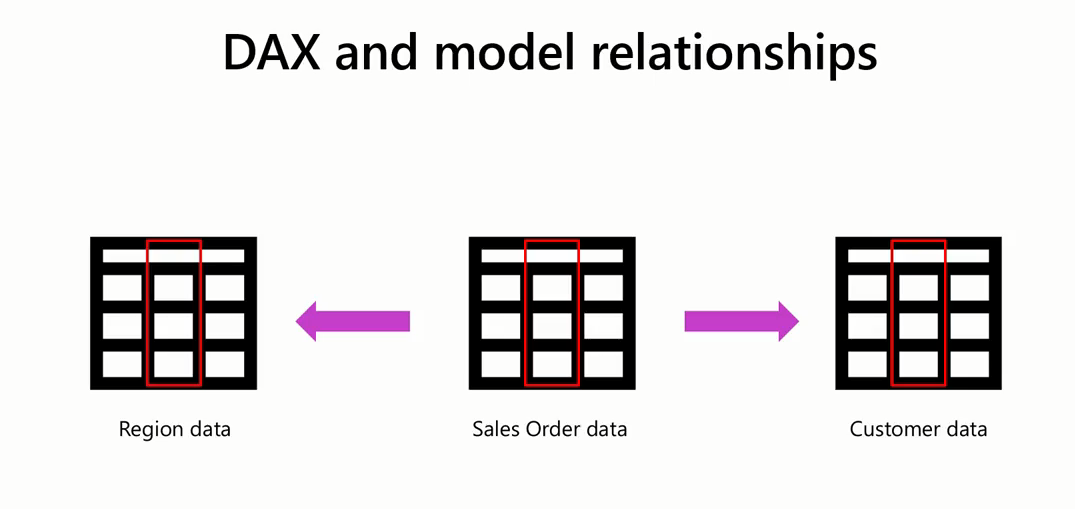 DAX and model relationships
Region data
Sales Order data
Customer data